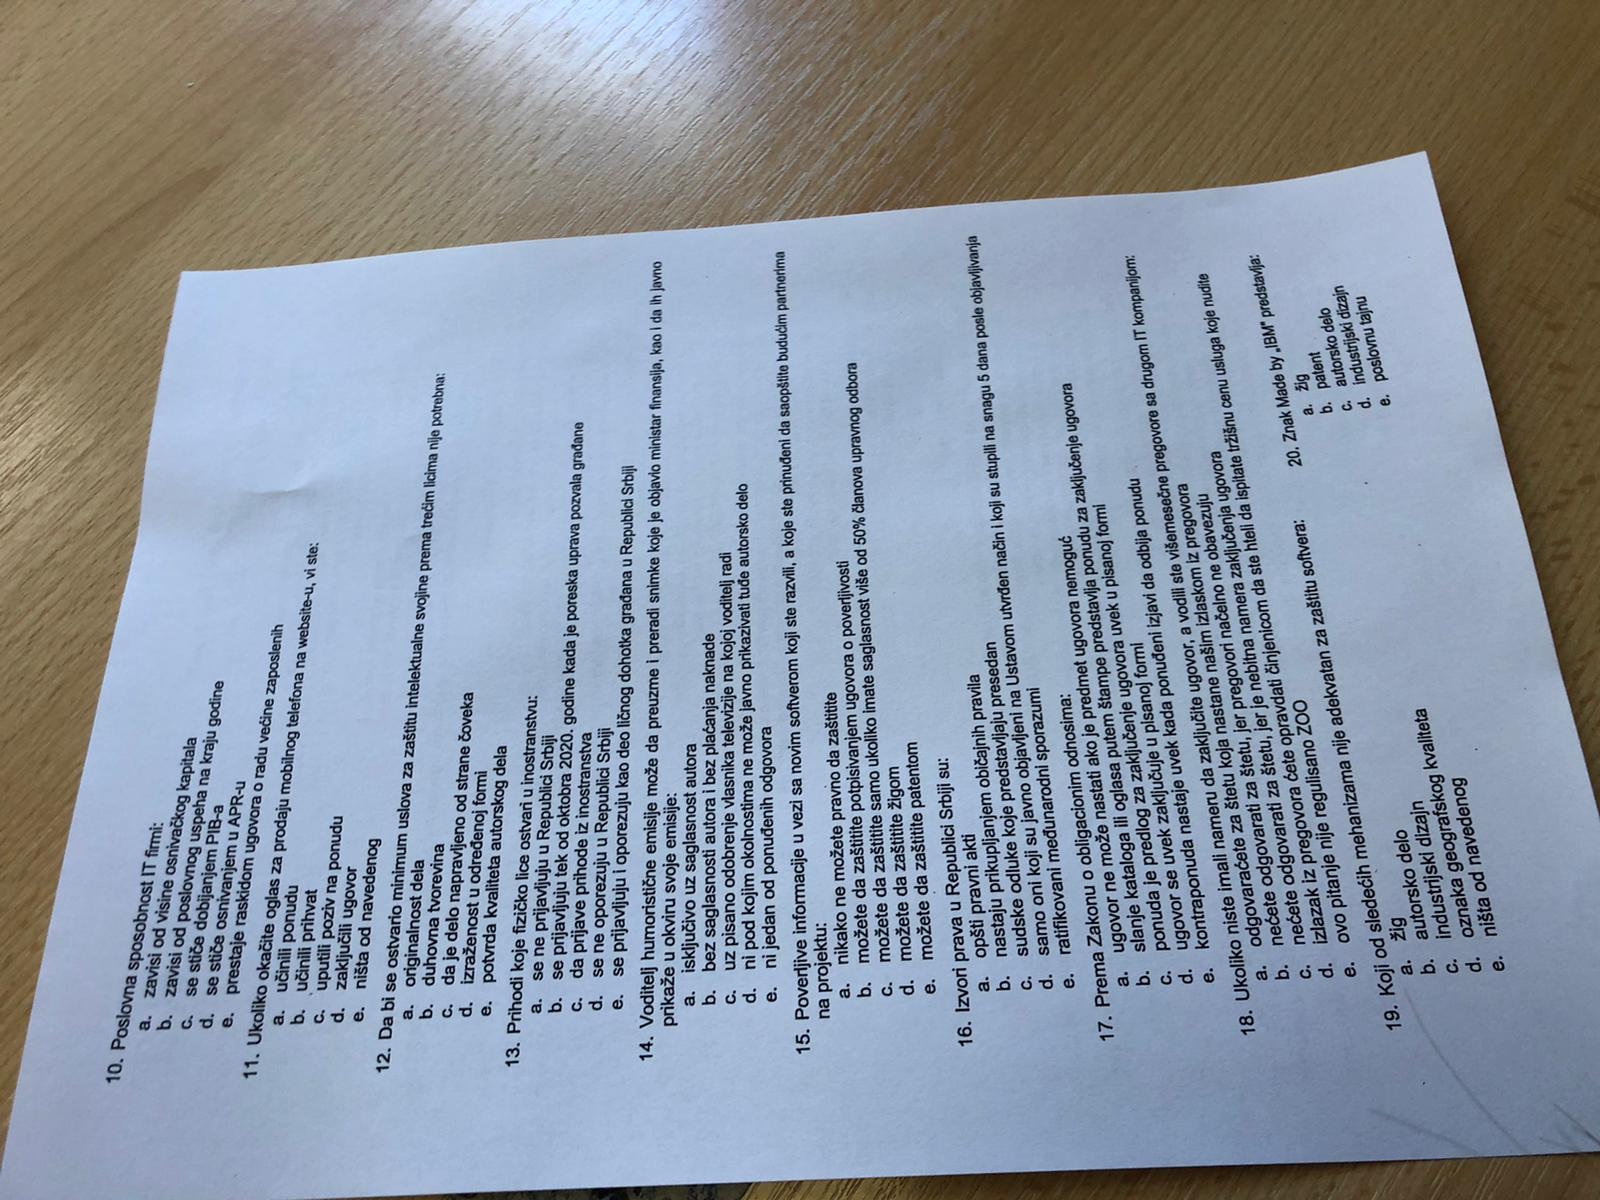 10. Poslovna sposobnost IT firmi:
a. zavisi od visine osnivačkog kapitala
b. zavisi od poslovnog uspeha na kraju godine
c. se stiče dobijanjem PIB-a
d. se stiče osnivanjem u APR-u
e. prestaje raskidom ugovora o radu većine zaposlenih
11. Ukoliko okačite oglas za prodaju mobilnog telefona na website-u, vi ste:
a. učinili ponudu
b. učinili prihvat
c. uputili poziv na ponudu
d. zaključili ugovor
e. ništa od navedenog
12. Da bi se ostvario minimum uslova za zaštitu intelektualne svojine prema trećim licima nije potrebna:
a. originalnost dela
b. duhovna tvorevina
c. da je delo napravljeno od strane čoveka
d. izraženost u određenoj formi
e. potvrda kvaliteta autorskog dela
13. Prihodi koje fizičko lice ostvari u inostranstvu:
a. se ne prijavljuju u Republici Srbiji
b. se prijavljuju tek od oktobra 2020. godine kada je poreska uprava pozvala građane
c. da prijave prihode iz inostranstva
d. se ne oporezuju u Republici Srbiji
e. se prijavljuju i oporezuju kao deo ličnog dohotka građana u Republici Srbiji
14. Voditelj humoristične emisije može da preuzme i preradi snimke koje je objavio ministar finansija, kao i da ih javno
prikaže u okviru svoje emisije:
a. isključivo uz saglasnost autora
b. bez saglasnosti autora i bez plaćanja naknade
c. uz pisano odobrenje vlasnika televizije na kojoj voditelj radi
d. ni pod kojim okolnostima ne može javno prikazivati tuđe autorsko delo
e. ni jedan od ponuđenih odgovora
15. Poverljive informacije u vezi sa novim softverom koji ste razvili, a koje ste prinuđeni da saopštite budućim partnerima
na projektu:
a. nikako ne možete pravno da zaštitite
b. možete da zaštitite potpisivanjem ugovora o poverljivosti
c. možete da zaštitite samo ukoliko imate saglasnost više od 50% članova upravnog odbora
d. možete da zaštitite žigom
e. možete da zaštitite patentom
16. Izvori prava u Republici Srbiji su:
a. opšti pravni akti
b. nastaju prikupljanjem običajnih pravila
c. sudske odluke koje predstavljaju presedan
d. samo oni koji su javno objavljeni na Ustavom utvrđen način i koji su stupili na snagu 5 dana posle objavljivanja
e. ratifikovani međunarodni sporazumi
17. Prema Zakonu o obligacionim odnosima:
a. ugovor ne može nastati ako je predmet ugovora nemoguć
b. slanje kataloga ili oglasa putem štampe predstavlja ponudu za zaključenje ugovora
c. ponuda je predlog za zaključenje ugovora uvek u pisanoj formi
d. ugovor se uvek zaključuje u pisanoj formi
e. kontraponuda nastaje uvek kada ponuđeni izjavi da odbija ponudu
18. Ukoliko niste imali nameru da zaključite ugovor, a vodili ste višemesečne pregovore sa drugom IT kompanijom:
a. odgovaraćete za štetu koja nastane našim izlaskom iz pregovora
b. nećete odgovarati za štetu, jer pregovori načelno ne obavezuju
c. nećete odgovarati za štetu, jer je nebitna namera zaključenja ugovora
d. izlazak iz pregovora ćete opravdati činjenicom da ste hteli da ispitate tržišnu cenu usluga koje nudite
e. ovo pitanje nije regulisano ZOO
19. Koji od sledećih mehanizama nije adekvatan za zaštitu softvera:
a. žig
b. autorsko delo
c. industrijski dizajn
d. oznaka geografskog kvaliteta
e. ništa od navedenog
20. Znak Made by „IBM" predstavlja:
a. žig
b. patent
c. autorsko delo
d. industrijski dizajn
e. poslovnu tajnu